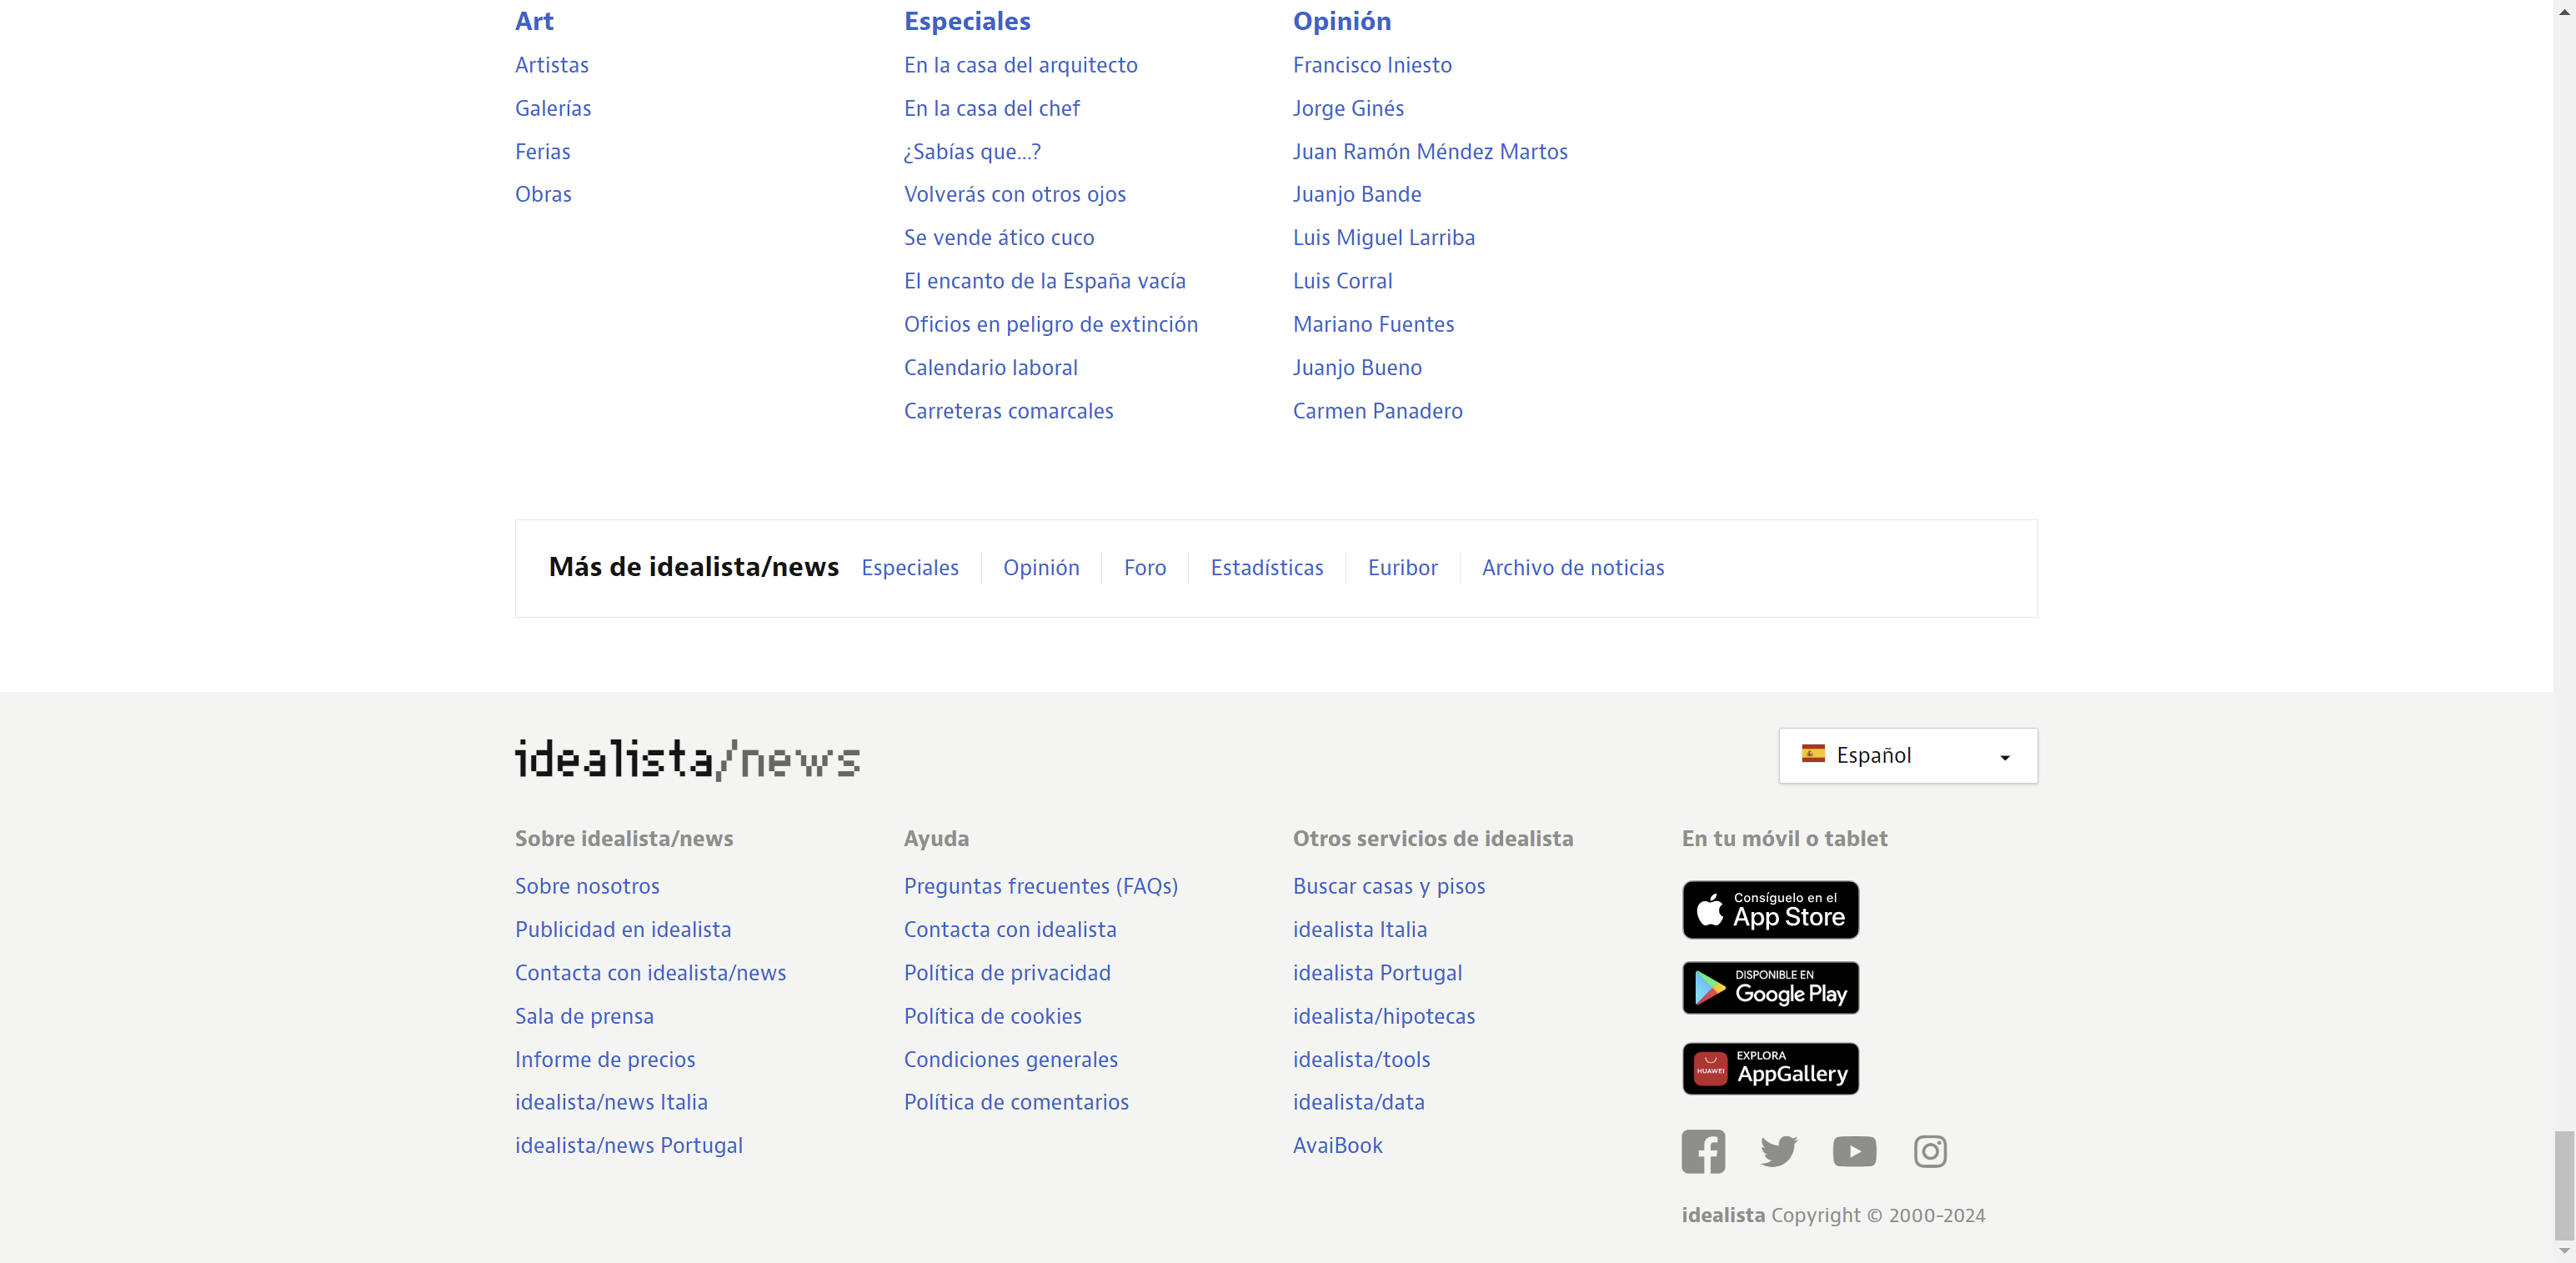 Art
Artistas
Galerías
Ferias
Obras
Especiales
En la casa del arquitecto
En la casa del chef
¿Sabías que...?
Volverás con otros ojos
Se vende ático cuco
El encanto de la España vacía
Oficios en peligro de extinción
Calendario laboral
Carreteras comarcales
Opinión
Francisco Iniesto
Jorge Ginés
Juan Ramón Méndez Martos
Juanjo Bande
Luis Miguel Larriba
Luis Corral
Mariano Fuentes
Juanjo Bueno
Carmen Panadero
Más de idealista/news Especiales Opinión Foro Estadísticas Euribor Archivo de noticias
idealista/news
Español
Sobre idealista/news
Sobre nosotros
Publicidad en idealista
Contacta con idealista/news
Sala de prensa
Informe de precios
idealista/news Italia
idealista/news Portugal
Ayuda
Preguntas frecuentes (FAQs)
Contacta con idealista
Política de privacidad
Política de cookies
Condiciones generales
Política de comentarios
Otros servicios de idealista
Buscar casas y pisos
idealista Italia
idealista Portugal
idealista/hipotecas
idealista/tools
idealista/data
AvaiBook
En tu móvil o tablet
Consíguelo en el
App Store
DISPONIBLE EN
Google Play
HUAWEI
EXPLORA
AppGallery
idealista Copyright © 2000-2024